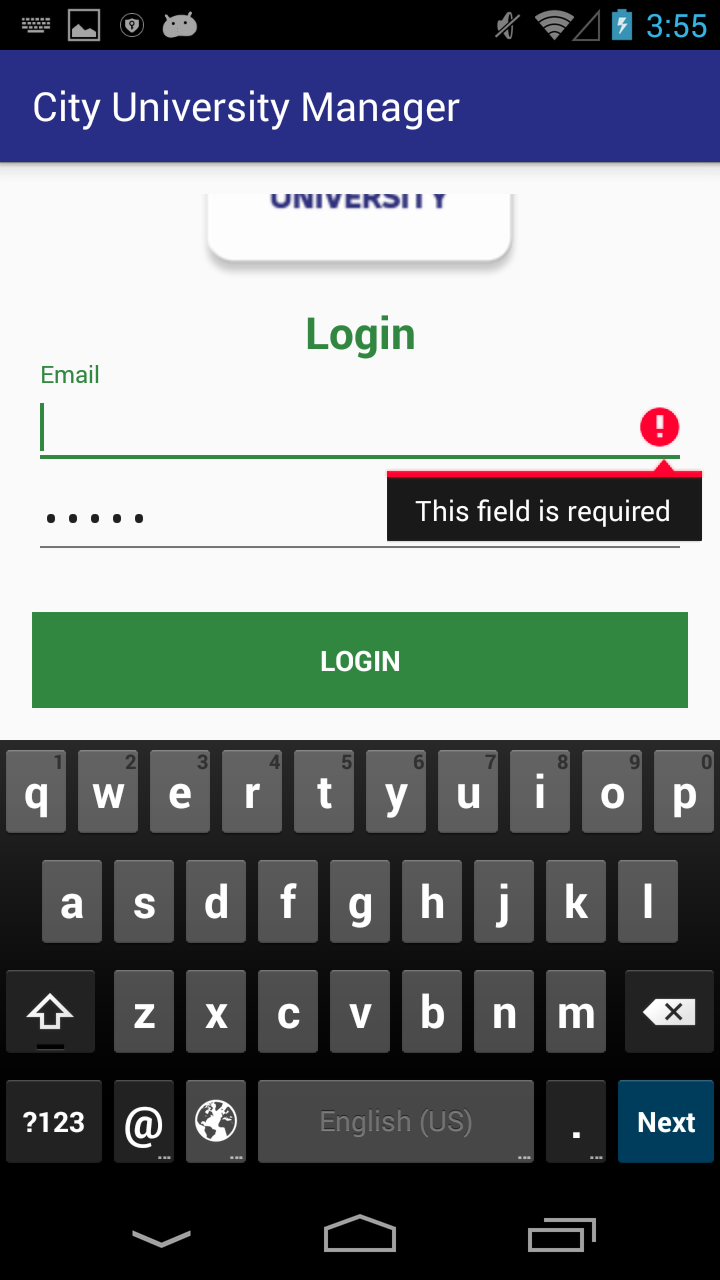 3:55
City University Manager
UNIVERSITY
Login
Email
This field is required
•••••
LOGIN
1 2 3 4 5 6 7 8 9 0
q w e r t y u i o p
a s d f g h j k l
z x c v b n m
?123 @ English (US) . Next